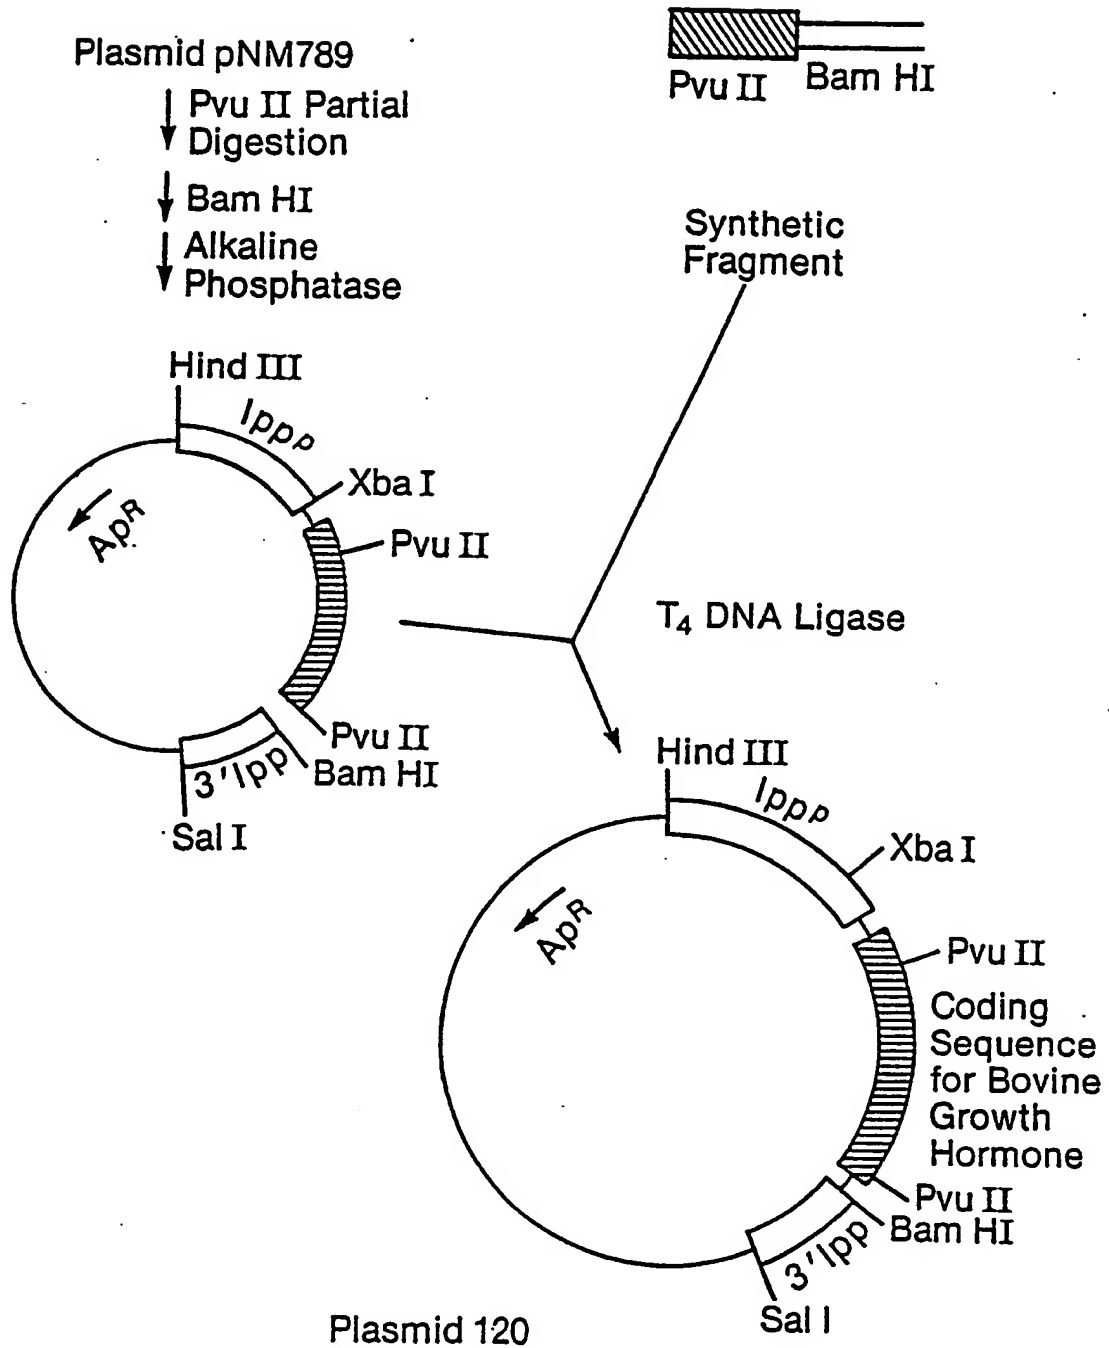 Plasmid pNM789
Pvu II Partial
Digestion
Bam HI
Alkaline
Phosphatase
Pvu II
Bam HI
Synthetic
Fragment
Hind III
lppp
Xba I
Pvu II
ApR
Pvu II
Bam HI
3'lpp
Sal I
T4 DNA Ligase
Hind III
lppp
Xba I
ApR
Pvu II
Coding
Sequence
for Bovine
Growth
Hormone
Pvu II
Bam HI
3'lpp
Sal I
Plasmid 120